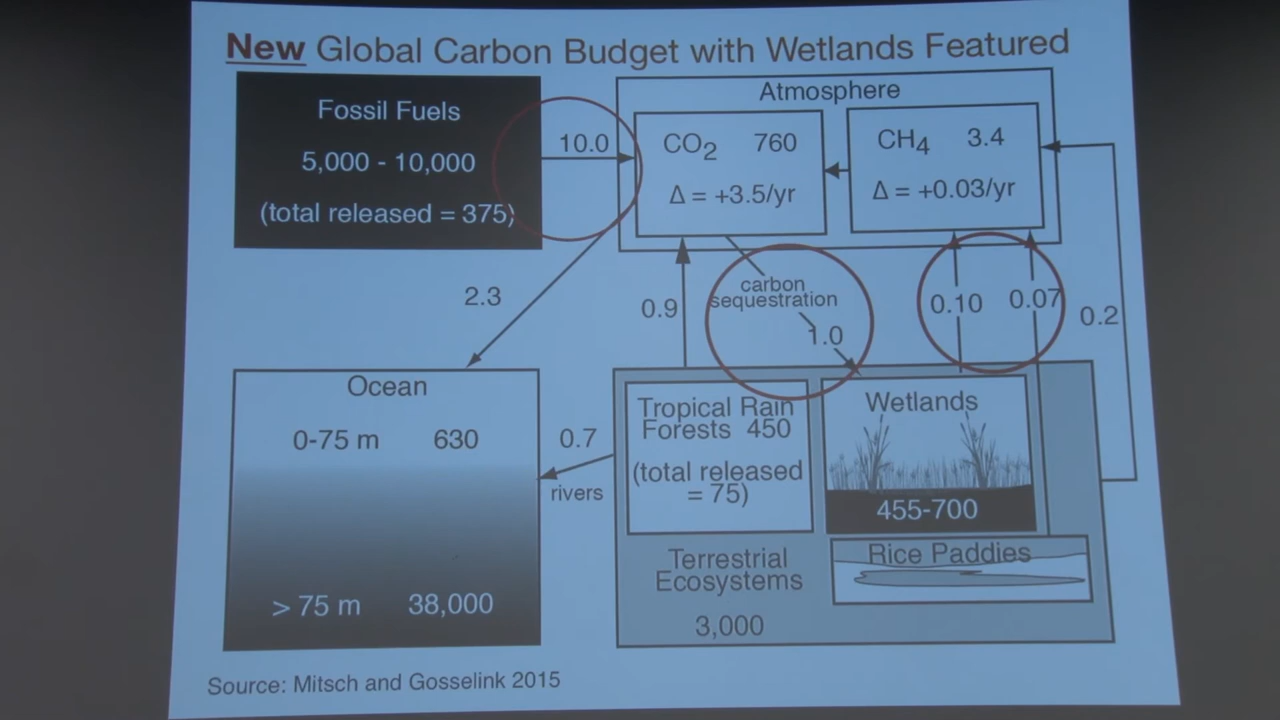 New Global Carbon Budget with Wetlands Featured
Fossil Fuels
5,000 - 10,000
(total released = 375)
10.0
Atmosphere
CO2 760
Δ = +3.5/yr
CH4 3.4
Δ = +0.03/yr
2.3
0.9
carbon
sequestration
1.0
0.10
0.07
0.2
Ocean
0-75 m 630
> 75 m 38,000
0.7
rivers
Tropical Rain
Forests 450
(total released
= 75)
Wetlands
455-700
Rice Paddies
Terrestrial
Ecosystems
3,000
Source: Mitsch and Gosselink 2015